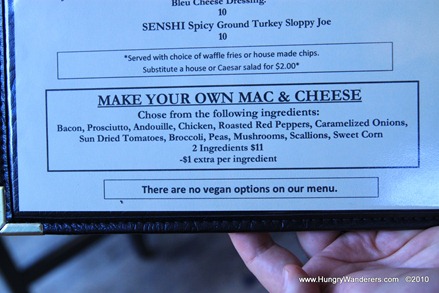 Bleu Cheese Dressing.
10
SENSHI Spicy Ground Turkey Sloppy Joe
10
*Served with choice of waffle fries or house made chips.
Substitute a house or Caesar salad for $2.00*
MAKE YOUR OWN MAC & CHEESE
Chose from the following ingredients:
Bacon, Prosciutto, Andouille, Chicken, Roasted Red Peppers, Caramelized Onions,
Sun Dried Tomatoes, Broccoli, Peas, Mushrooms, Scallions, Sweet Corn
2 Ingredients $11
-$1 extra per ingredient
There are no vegan options on our menu.
www.HungryWanderers.com ©2010